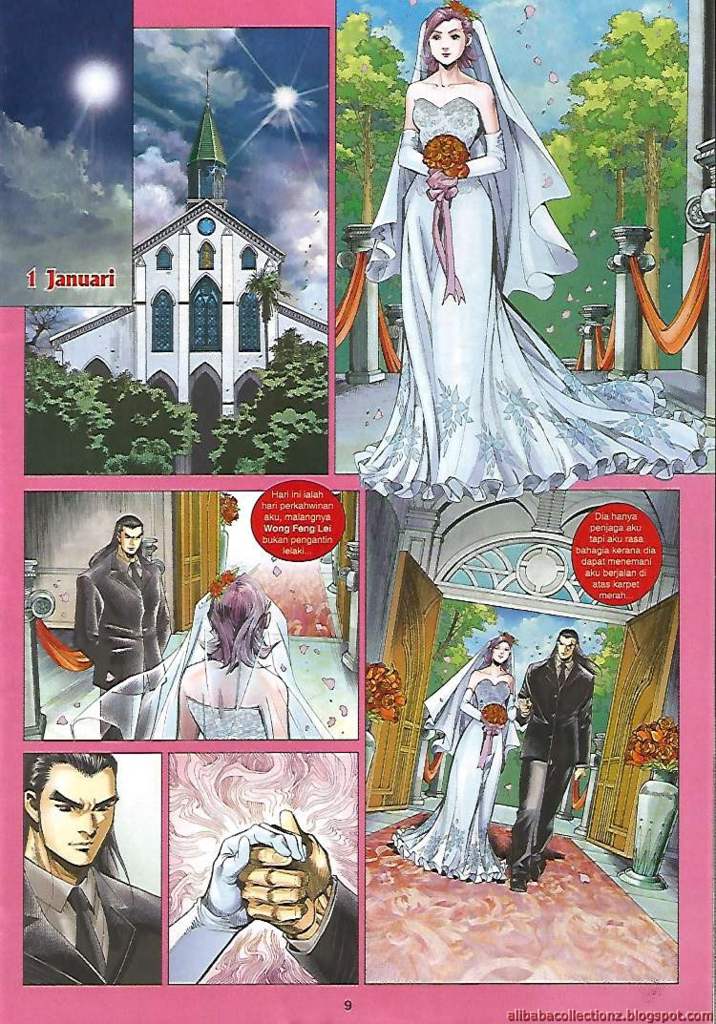 1 Januari
Hari ini ialah
hari perkahwinan
aku, malangnya
Wong Feng Lei
bukan pengantin
lelaki...
Dia hanya
penjaga aku
tapi aku rasa
bahagia kerana dia
dapat menemani
aku berjalan di
atas karpet
merah...
9
alibabacollectionz.blogspot.com